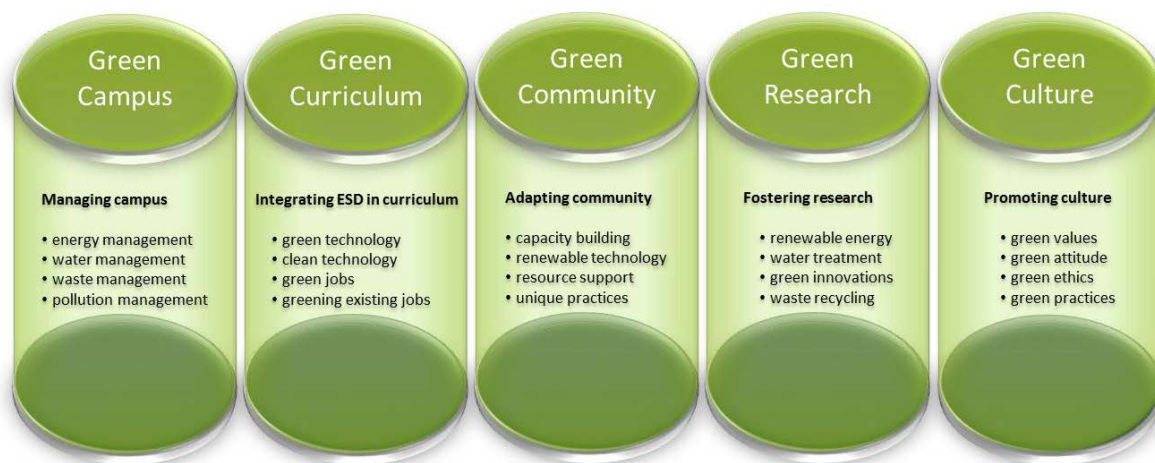 Green
Campus
Managing campus
• energy management
• water management
• waste management
• pollution management
Green
Curriculum
Integrating ESD in curriculum
• green technology
• clean technology
• green jobs
• greening existing jobs
Green
Community
Adapting community
• capacity building
• renewable technology
• resource support
• unique practices
Green
Research
Fostering research
• renewable energy
• water treatment
• green innovations
• waste recycling
Green
Culture
Promoting culture
• green values
• green attitude
• green ethics
• green practices